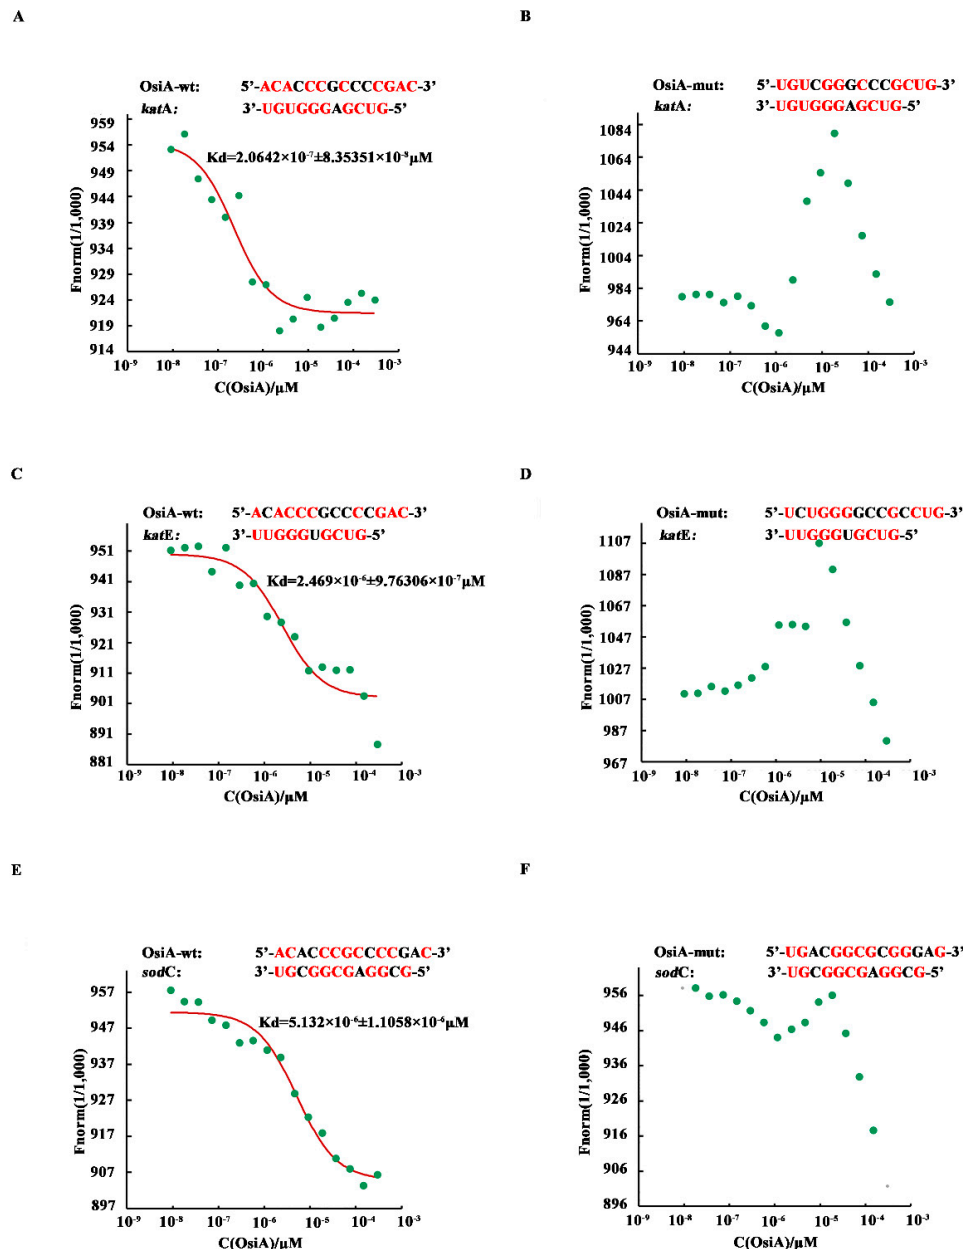 A
OsiA-wt: 5’-ACACCCGCCCCGAC-3’
katA: 3’-UGUGGGAGCUG-5’
Kd=2.0642×10⁻⁷±8.35351×10⁻⁸μM
Fnorm(1/1,000)
959
954
949
944
939
934
929
924
919
914
10⁻⁹ 10⁻⁸ 10⁻⁷ 10⁻⁶ 10⁻⁵ 10⁻⁴ 10⁻³
C(OsiA)/μM
B
OsiA-mut: 5’-UGUCGGGCCCGCUG-3’
katA: 3’-UGUGGGAGCUG-5’
Fnorm(1/1,000)
1084
1064
1044
1024
1004
984
964
944
10⁻⁹ 10⁻⁸ 10⁻⁷ 10⁻⁶ 10⁻⁵ 10⁻⁴ 10⁻³
C(OsiA)/μM
C
OsiA-wt: 5’-ACACCCGCCCCGAC-3’
katE: 3’-UUGGGUGCUG-5’
Kd=2.469×10⁻⁶±9.76306×10⁻⁷μM
Fnorm(1/1,000)
951
941
931
921
911
901
891
881
10⁻⁹ 10⁻⁸ 10⁻⁷ 10⁻⁶ 10⁻⁵ 10⁻⁴ 10⁻³
C(OsiA)/μM
D
OsiA-mut: 5’-UCUGGGGCCGCCUG-3’
katE: 3’-UUGGGUGCUG-5’
Fnorm(1/1,000)
1107
1087
1067
1047
1027
1007
987
967
10⁻⁹ 10⁻⁸ 10⁻⁷ 10⁻⁶ 10⁻⁵ 10⁻⁴ 10⁻³
C(OsiA)/μM
E
OsiA-wt: 5’-ACACCCGCCCCGAC-3’
sodC: 3’-UGCGGCGAGGCG-5’
Kd=5.132×10⁻⁶±1.1058×10⁻⁶μM
Fnorm(1/1,000)
957
947
937
927
917
907
897
10⁻⁹ 10⁻⁸ 10⁻⁷ 10⁻⁶ 10⁻⁵ 10⁻⁴ 10⁻³
C(OsiA)/μM
F
OsiA-mut: 5’-UGACGGCGCGGGAG-3’
sodC: 3’-UGCGGCGAGGCG-5’
Fnorm(1/1,000)
956
946
936
926
916
906
896
10⁻⁹ 10⁻⁸ 10⁻⁷ 10⁻⁶ 10⁻⁵ 10⁻⁴ 10⁻³
C(OsiA)/μM